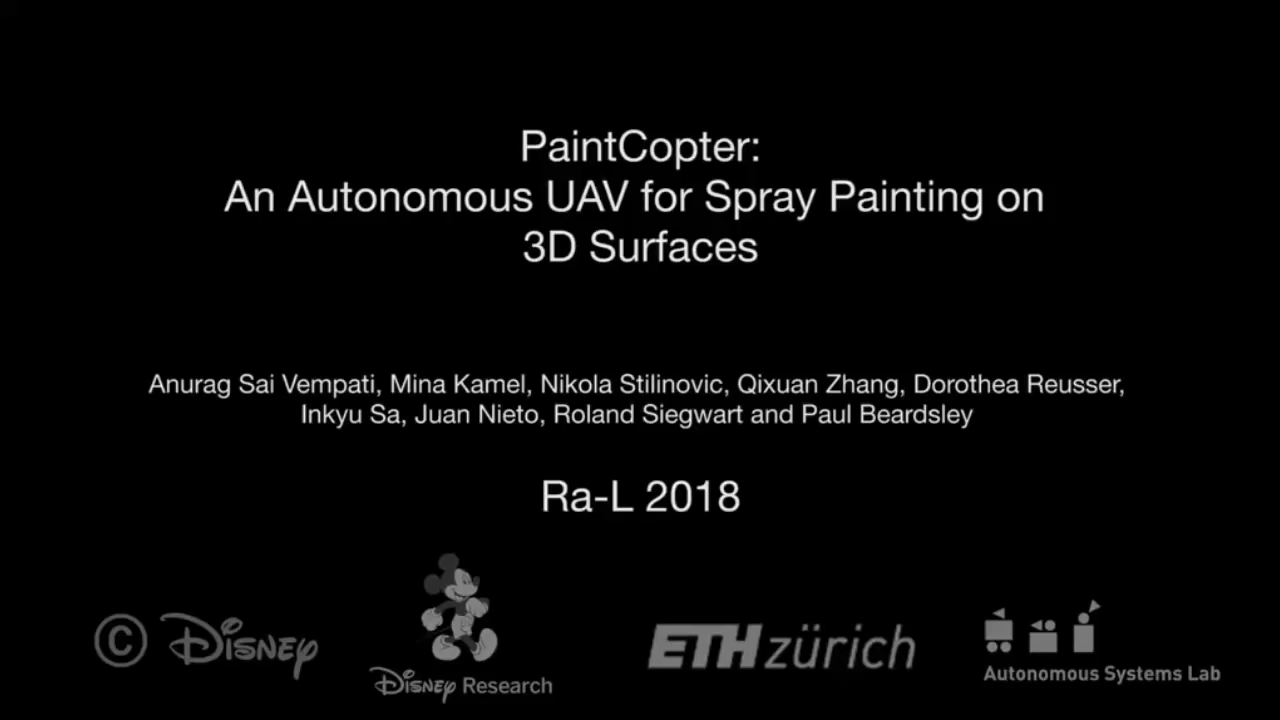 PaintCopter:
An Autonomous UAV for Spray Painting on
3D Surfaces
Anurag Sai Vempati, Mina Kamel, Nikola Stilinovic, Qixuan Zhang, Dorothea Reusser,
Inkyu Sa, Juan Nieto, Roland Siegwart and Paul Beardsley
Ra-L 2018
© Disney
Disney Research
ETH zürich
Autonomous Systems Lab